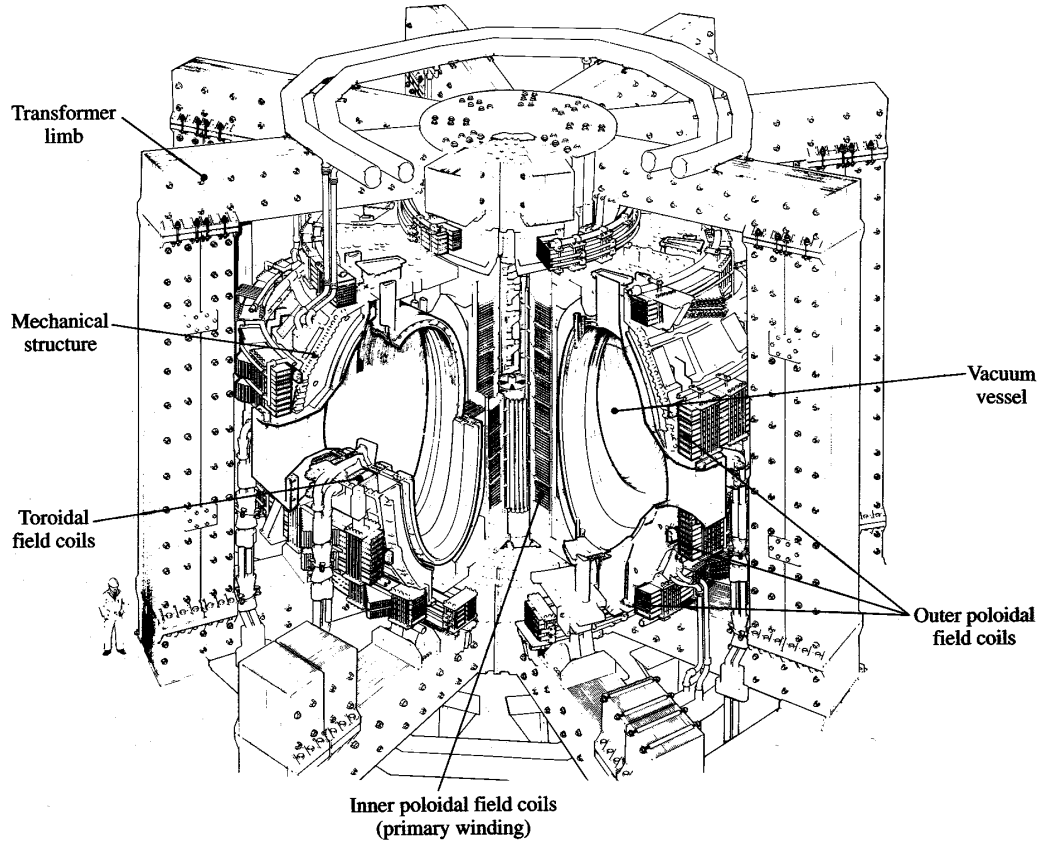 Transformer
limb
Mechanical
structure
Vacuum
vessel
Toroidal
field coils
Outer poloidal
field coils
Inner poloidal field coils
(primary winding)